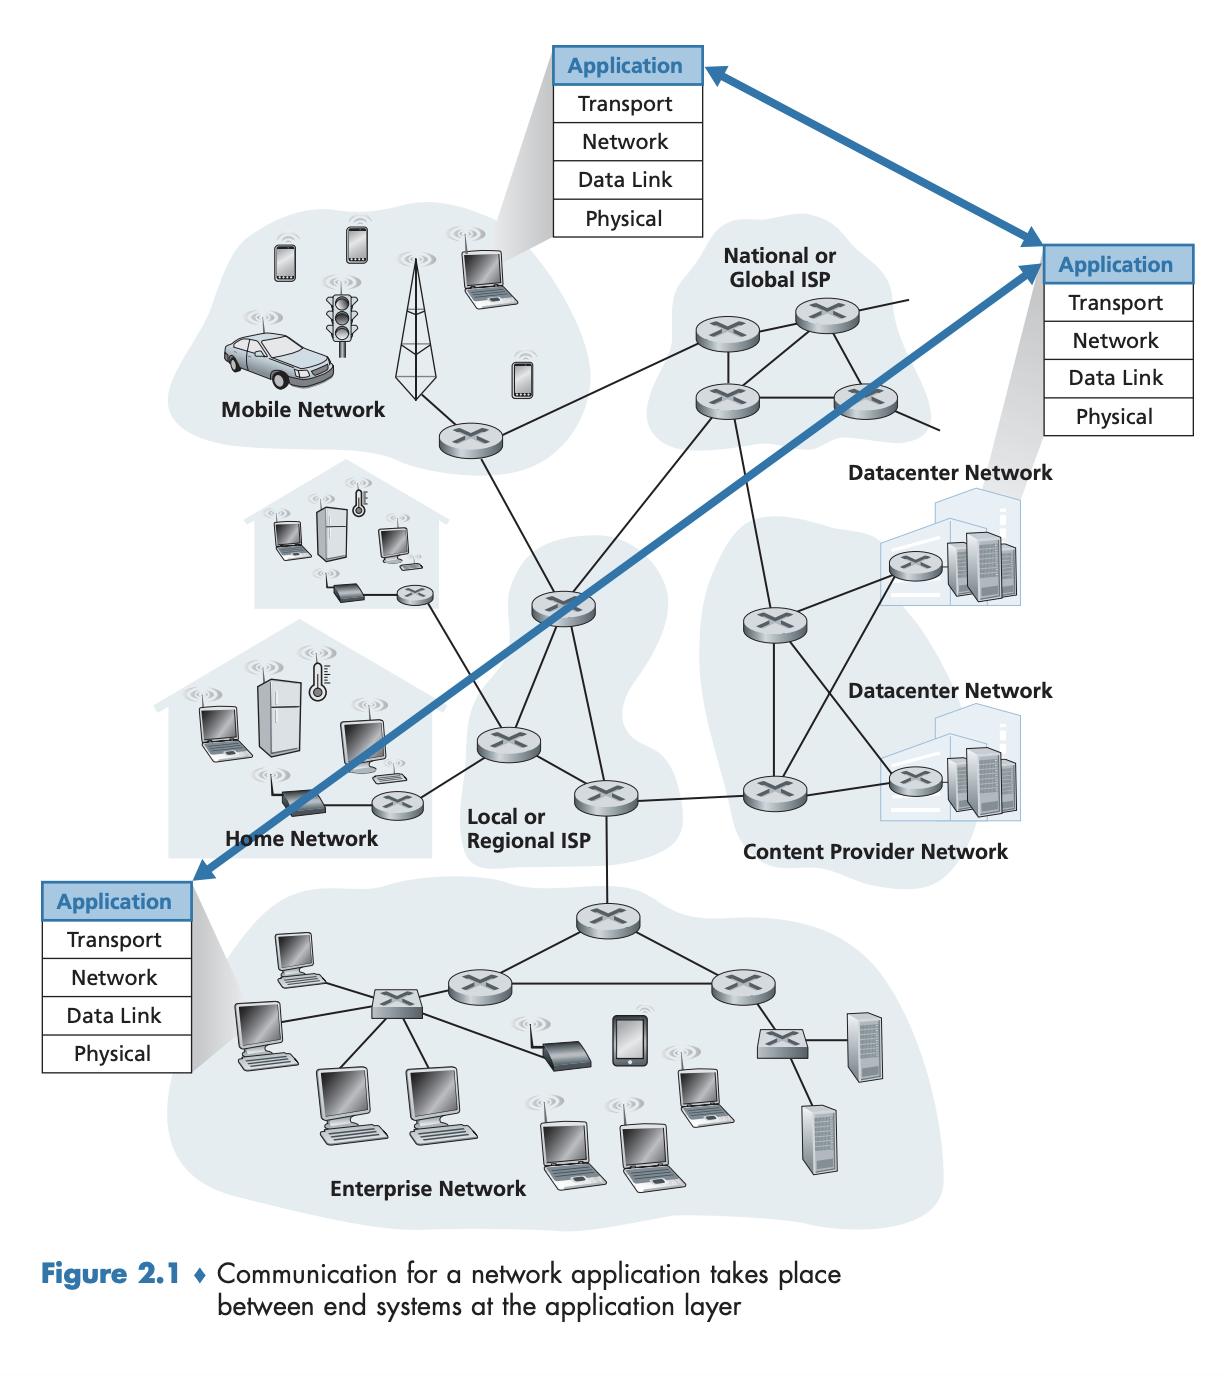 Application
Transport
Network
Data Link
Physical
National or
Global ISP
Application
Transport
Network
Data Link
Physical
Mobile Network
Datacenter Network
Datacenter Network
Local or
Regional ISP
Home Network
Content Provider Network
Application
Transport
Network
Data Link
Physical
Enterprise Network
Figure 2.1 ♦ Communication for a network application takes place
between end systems at the application layer